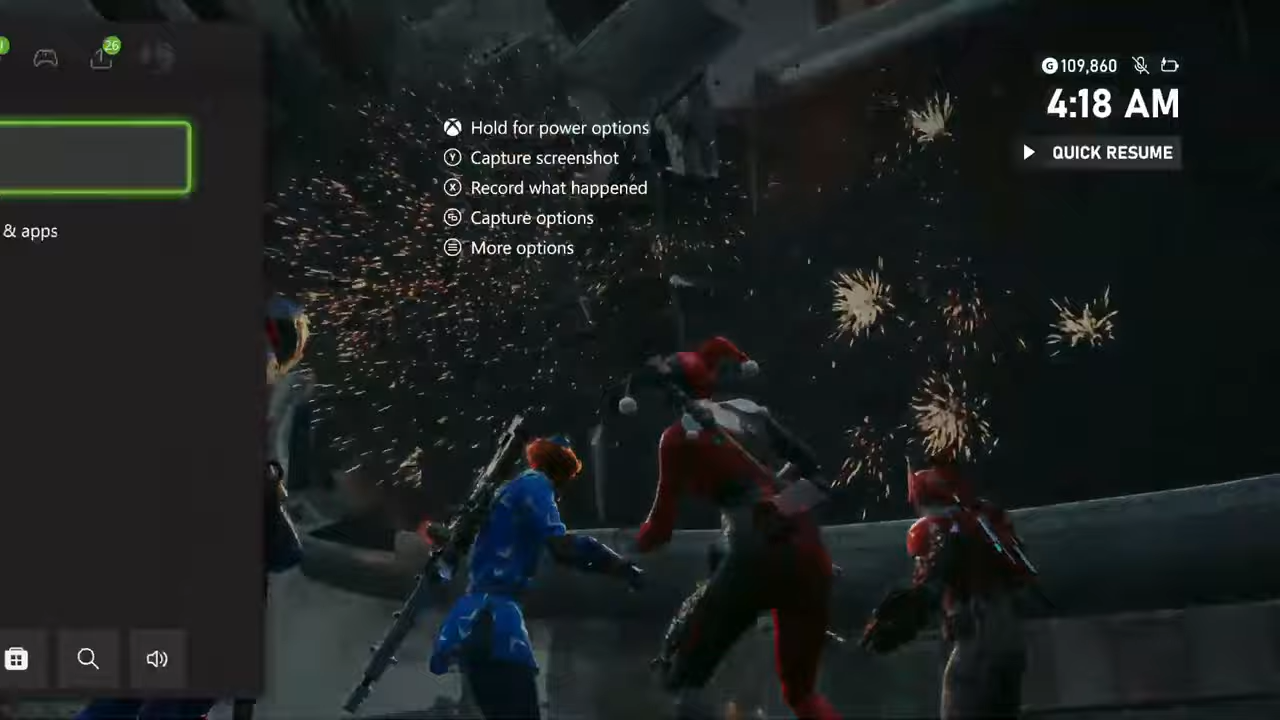 26
& apps
Hold for power options
Y Capture screenshot
X Record what happened
Capture options
More options
G 109,860
4:18 AM
QUICK RESUME